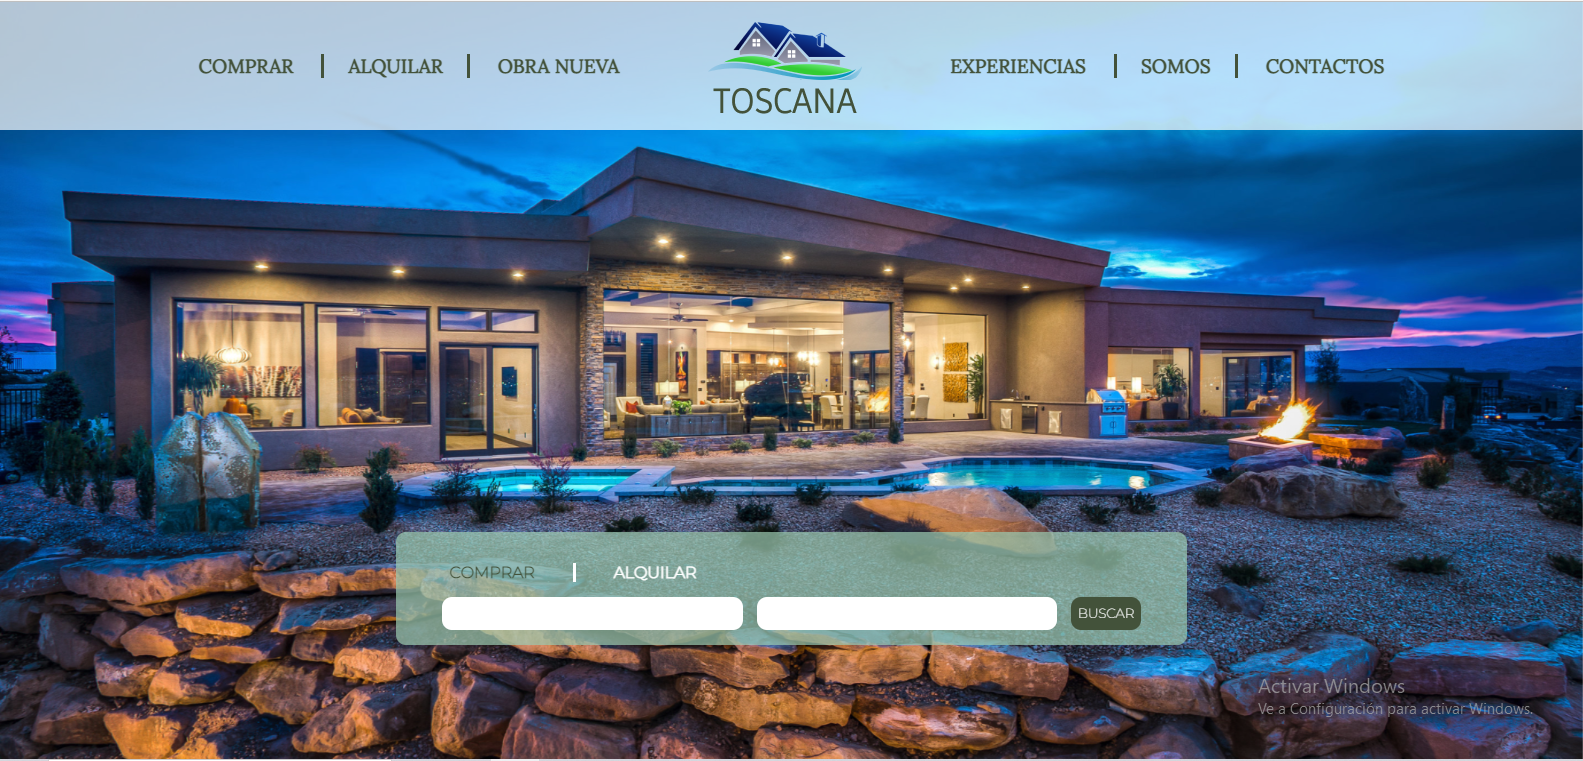 COMPRAR
ALQUILAR
OBRA NUEVA
TOSCANA
EXPERIENCIAS
SOMOS
CONTACTOS
COMPRAR
ALQUILAR
BUSCAR
Activar Windows
Ve a Configuración para activar Windows.